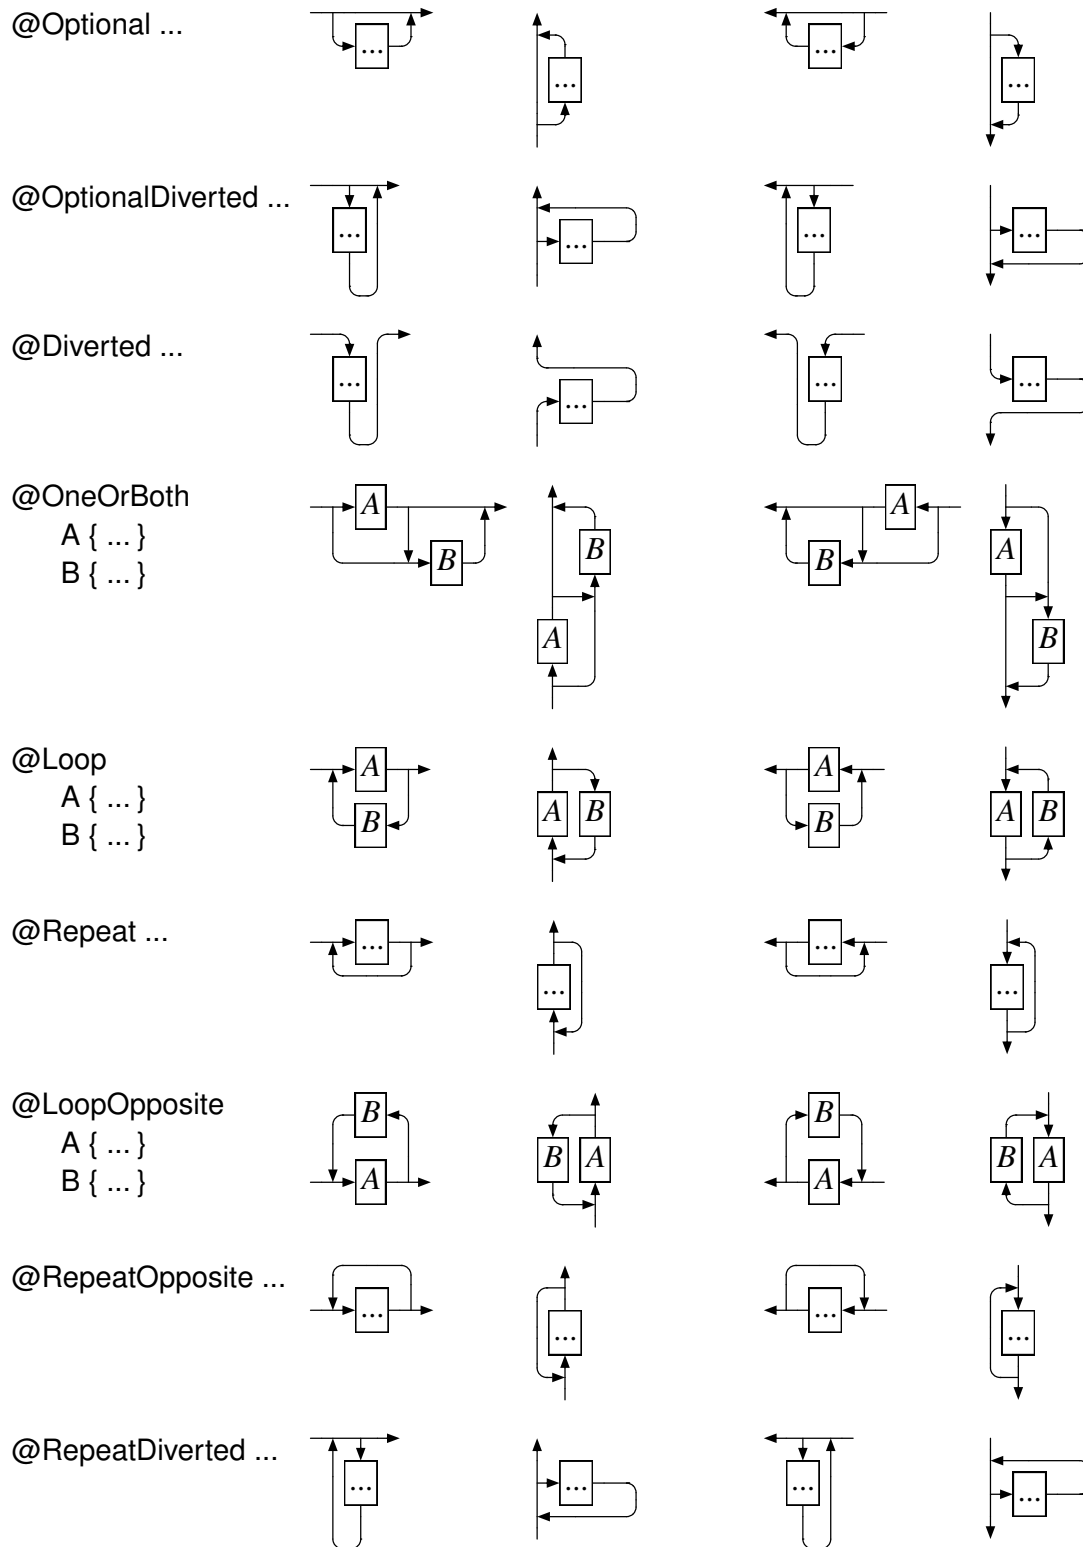 @Optional ...
... ... ... ...
@OptionalDiverted ...
... ... ... ...
@Diverted ...
... ... ... ...
@OneOrBoth
A { ... }
B { ... }
A B B A A B A B
@Loop
A { ... }
B { ... }
A B A B A B A B
@Repeat ...
... ... ... ...
@LoopOpposite
A { ... }
B { ... }
B A B A B A B A
@RepeatOpposite ...
... ... ... ...
@RepeatDiverted ...
... ... ... ...